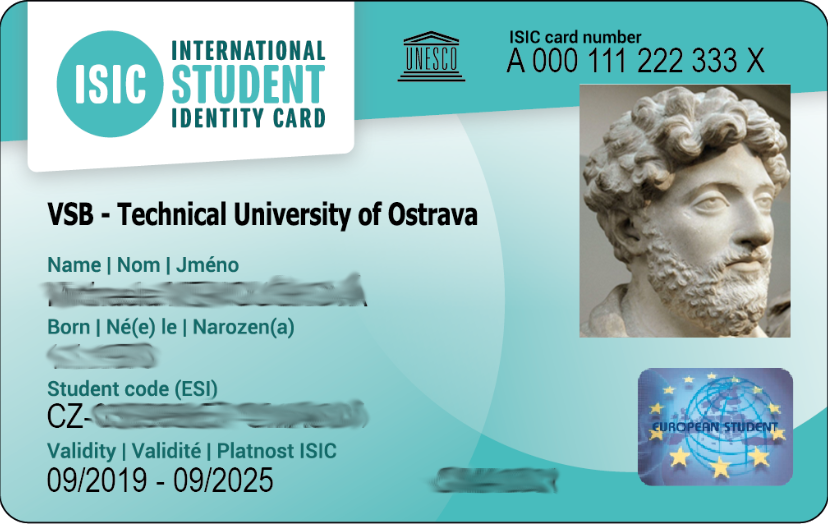 ISIC
INTERNATIONAL
STUDENT
IDENTITY CARD
UNESCO
ISIC card number
A 000 111 222 333 X
VSB - Technical University of Ostrava
Name | Nom | Jméno
Born | Né(e) le | Narozen(a)
Student code (ESI)
CZ-
Validity | Validité | Platnost ISIC
09/2019 - 09/2025
EUROPEAN STUDENT